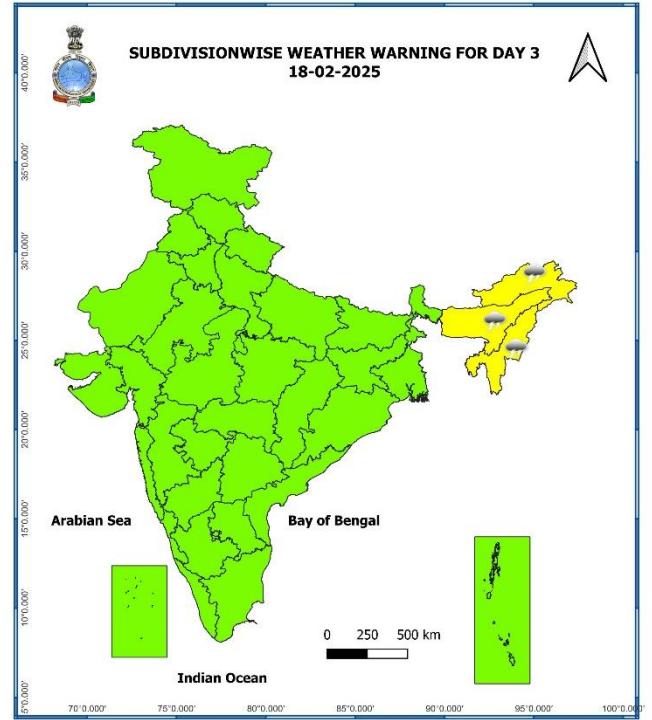 SUBDIVISIONWISE WEATHER WARNING FOR DAY 3
18-02-2025
40°0.000'
35°0.000'
30°0.000'
25°0.000'
20°0.000'
15°0.000'
10°0.000'
5°0.000'
Arabian Sea
Bay of Bengal
0 250 500 km
Indian Ocean
70°0.000' 75°0.000' 80°0.000' 85°0.000' 90°0.000' 95°0.000' 100°0.000'